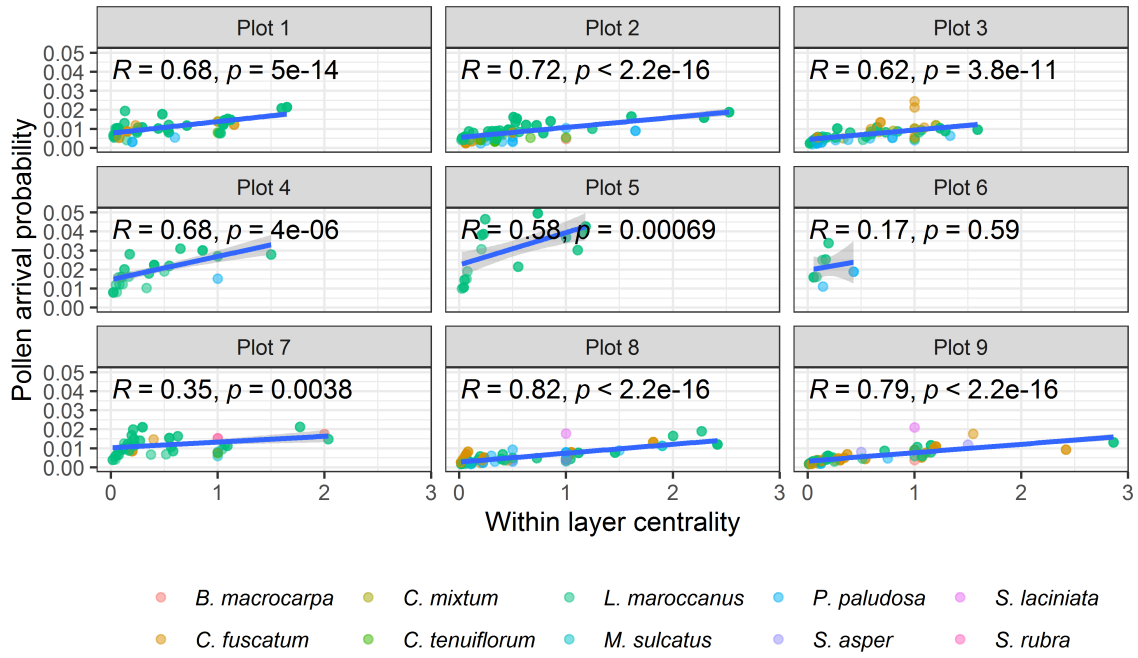 Plot 1 Plot 2 Plot 3
Pollen arrival probability
0.05
0.04
0.03
0.02
0.01
0.00
R = 0.68, p = 5e-14
R = 0.72, p < 2.2e-16
R = 0.62, p = 3.8e-11
Plot 4 Plot 5 Plot 6
0.05
0.04
0.03
0.02
0.01
0.00
R = 0.68, p = 4e-06
R = 0.58, p = 0.00069
R = 0.17, p = 0.59
Plot 7 Plot 8 Plot 9
0.05
0.04
0.03
0.02
0.01
0.00
R = 0.35, p = 0.0038
R = 0.82, p < 2.2e-16
R = 0.79, p < 2.2e-16
0 1 2 3 0 1 2 3 0 1 2 3
Within layer centrality
B. macrocarpa C. mixtum L. maroccanus P. paludosa S. laciniata
C. fuscatum C. tenuiflorum M. sulcatus S. asper S. rubra